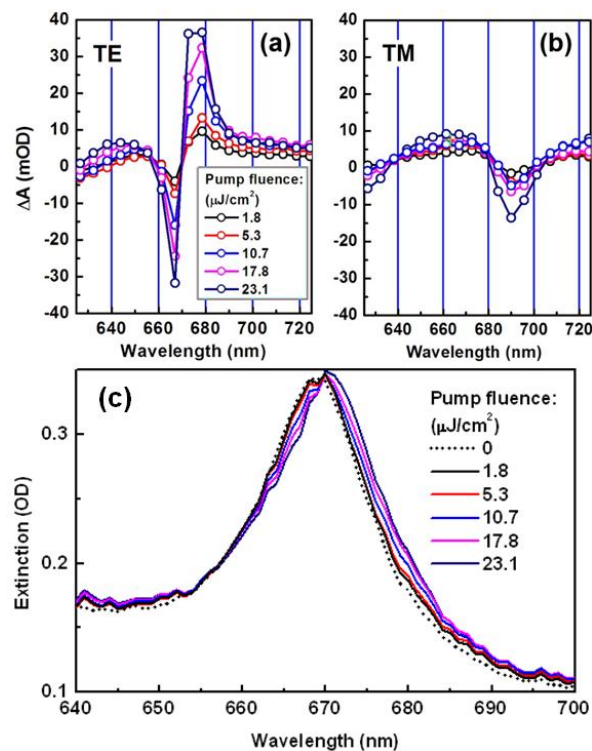 TE
(a)
TM
(b)
40
30
20
10
0
-10
-20
-30
-40
ΔA (mOD)
Pump fluence:
(μJ/cm²)
1.8
5.3
10.7
17.8
23.1
640 660 680 700 720
Wavelength (nm)
40
30
20
10
0
-10
-20
-30
-40
640 660 680 700 720
Wavelength (nm)
(c)
Pump fluence:
(μJ/cm²)
0
1.8
5.3
10.7
17.8
23.1
0.3
0.2
0.1
Extinction (OD)
640 650 660 670 680 690 700
Wavelength (nm)